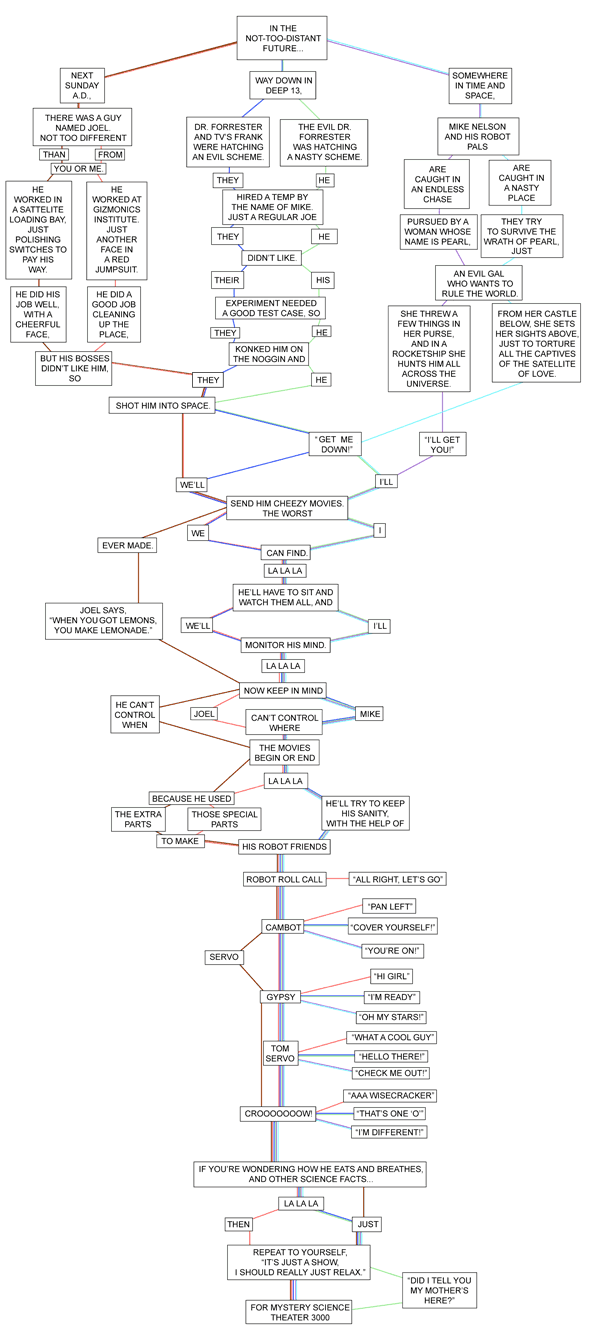 IN THE
NOT-TOO-DISTANT
FUTURE...
NEXT
SUNDAY
A.D.,
WAY DOWN IN
DEEP 13,
SOMEWHERE
IN TIME AND
SPACE,
THERE WAS A GUY
NAMED JOEL.
NOT TOO DIFFERENT
THAN
FROM
YOU OR ME.
HE
WORKED IN
A SATTELITE
LOADING BAY,
JUST
POLISHING
SWITCHES TO
PAY HIS
WAY.
HE
WORKED AT
GIZMONICS
INSTITUTE.
JUST
ANOTHER
FACE IN
A RED
JUMPSUIT.
HE DID HIS
JOB WELL,
WITH A
CHEERFUL
FACE,
HE DID A
GOOD JOB
CLEANING
UP THE
PLACE,
BUT HIS BOSSES
DIDN'T LIKE HIM,
SO
DR. FORRESTER
AND TV'S FRANK
WERE HATCHING
AN EVIL SCHEME.
THE EVIL DR.
FORRESTER
WAS HATCHING
A NASTY SCHEME.
THEY
HE
HIRED A TEMP BY
THE NAME OF MIKE.
JUST A REGULAR JOE
THEY
HE
DIDN'T LIKE.
THEIR
HIS
EXPERIMENT NEEDED
A GOOD TEST CASE, SO
THEY
HE
KONKED HIM ON
THE NOGGIN AND
THEY
HE
MIKE NELSON
AND HIS ROBOT
PALS
ARE
CAUGHT IN
AN ENDLESS
CHASE
ARE
CAUGHT IN
A NASTY
PLACE
PURSUED BY A
WOMAN WHOSE
NAME IS PEARL,
THEY TRY
TO SURVIVE THE
WRATH OF PEARL,
JUST
AN EVIL GAL
WHO WANTS TO
RULE THE WORLD.
SHE THREW A
FEW THINGS IN
HER PURSE,
AND IN A
ROCKETSHIP SHE
HUNTS HIM ALL
ACROSS THE
UNIVERSE.
FROM HER CASTLE
BELOW, SHE SETS
HER SIGHTS ABOVE,
JUST TO TORTURE
ALL THE CAPTIVES
OF THE SATELLITE
OF LOVE.
SHOT HIM INTO SPACE.
"GET ME
DOWN!"
"I'LL GET
YOU!"
WE'LL
I'LL
SEND HIM CHEEZY MOVIES.
THE WORST
EVER MADE.
WE
I
CAN FIND.
LA LA LA
HE'LL HAVE TO SIT AND
WATCH THEM ALL, AND
JOEL SAYS,
"WHEN YOU GOT LEMONS,
YOU MAKE LEMONADE."
WE'LL
I'LL
MONITOR HIS MIND.
LA LA LA
NOW KEEP IN MIND
HE CAN'T
CONTROL
WHEN
JOEL
MIKE
CAN'T CONTROL
WHERE
THE MOVIES
BEGIN OR END
LA LA LA
BECAUSE HE USED
THE EXTRA
PARTS
THOSE SPECIAL
PARTS
HE'LL TRY TO KEEP
HIS SANITY,
WITH THE HELP OF
TO MAKE
HIS ROBOT FRIENDS
ROBOT ROLL CALL
"ALL RIGHT, LET'S GO"
"PAN LEFT"
CAMBOT
"COVER YOURSELF!"
"YOU'RE ON!"
SERVO
"HI GIRL"
GYPSY
"I'M READY"
"OH MY STARS!"
"WHAT A COOL GUY"
TOM
SERVO
"HELLO THERE!"
"CHECK ME OUT!"
"AAA WISECRACKER"
CROOOOOOOW!
"THAT'S ONE 'O'"
"I'M DIFFERENT!"
IF YOU'RE WONDERING HOW HE EATS AND BREATHES,
AND OTHER SCIENCE FACTS...
LA LA LA
THEN
JUST
REPEAT TO YOURSELF,
"IT'S JUST A SHOW,
I SHOULD REALLY JUST RELAX."
"DID I TELL YOU
MY MOTHER'S
HERE?"
FOR MYSTERY SCIENCE
THEATER 3000